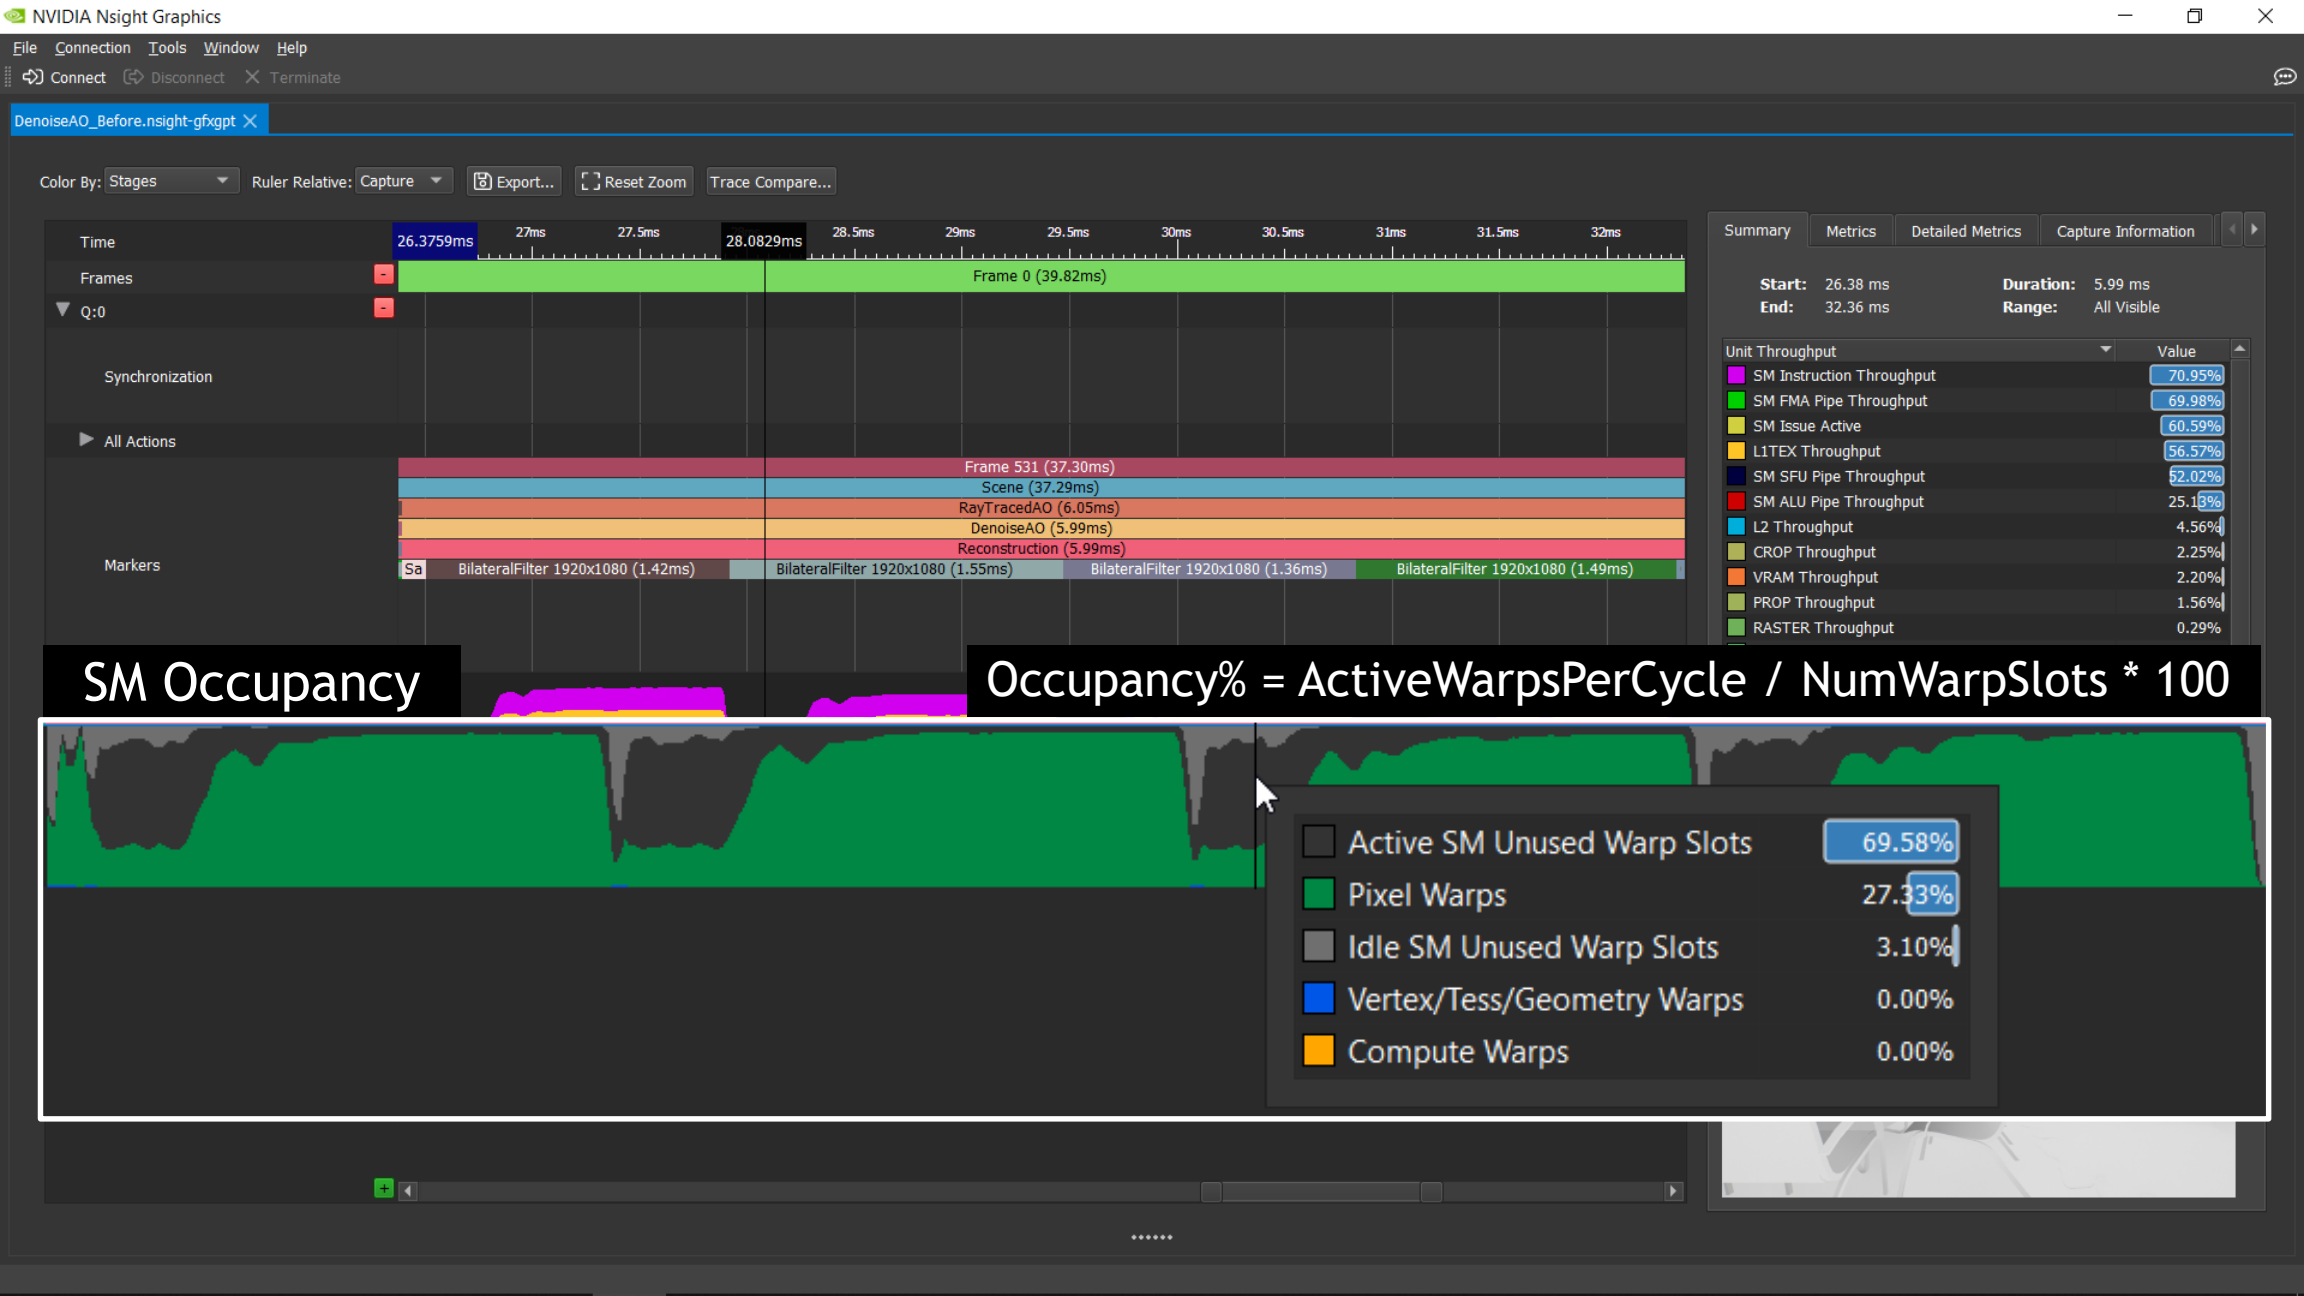 NVIDIA Nsight Graphics
File Connection Tools Window Help
Connect Disconnect Terminate
DenoiseAO_Before.nsight-gfxgpt
Color By: Stages Ruler Relative: Capture Export... Reset Zoom Trace Compare...
Time 26.3759ms 27ms 27.5ms 28.0829ms 28.5ms 29ms 29.5ms 30ms 30.5ms 31ms 31.5ms 32ms
Frames - Frame 0 (39.82ms)
Q:0 -
Synchronization
All Actions
Markers
Frame 531 (37.30ms)
Scene (37.29ms)
RayTracedAO (6.05ms)
DenoiseAO (5.99ms)
Reconstruction (5.99ms)
Sa BilateralFilter 1920x1080 (1.42ms) BilateralFilter 1920x1080 (1.55ms) BilateralFilter 1920x1080 (1.36ms) BilateralFilter 1920x1080 (1.49ms)
Summary Metrics Detailed Metrics Capture Information
Start: 26.38 ms Duration: 5.99 ms
End: 32.36 ms Range: All Visible
Unit Throughput Value
SM Instruction Throughput 70.95%
SM FMA Pipe Throughput 69.98%
SM Issue Active 60.59%
L1TEX Throughput 56.57%
SM SFU Pipe Throughput 52.02%
SM ALU Pipe Throughput 25.13%
L2 Throughput 4.56%
CROP Throughput 2.25%
VRAM Throughput 2.20%
PROP Throughput 1.56%
RASTER Throughput 0.29%
SM Occupancy
Occupancy% = ActiveWarpsPerCycle / NumWarpSlots * 100
Active SM Unused Warp Slots 69.58%
Pixel Warps 27.33%
Idle SM Unused Warp Slots 3.10%
Vertex/Tess/Geometry Warps 0.00%
Compute Warps 0.00%
+